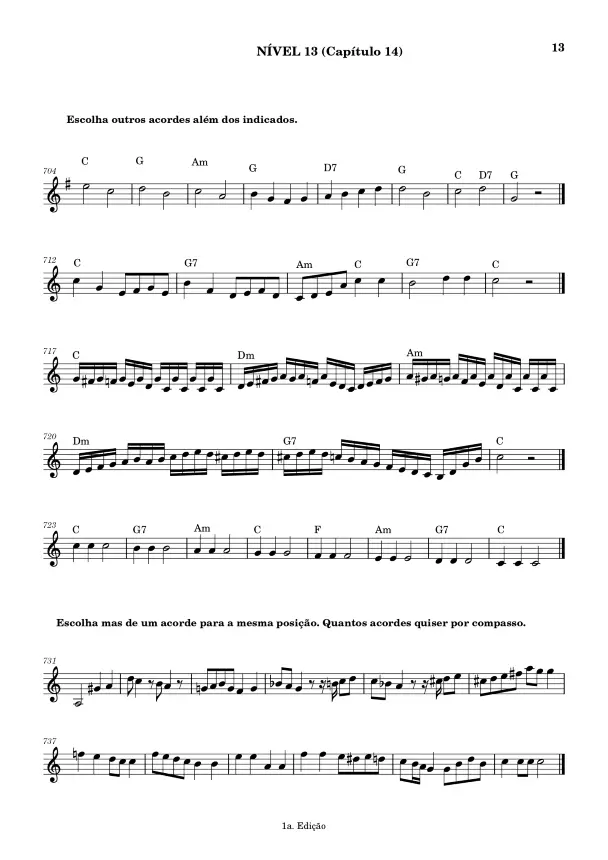 NÍVEL 13 (Capítulo 14)
13
Escolha outros acordes além dos indicados.
704
C G Am G D7 G C D7 G
712
C G7 Am C G7 C
717
C Dm Am
720
Dm G7 C
723
C G7 Am C F Am G7 C
Escolha mas de um acorde para a mesma posição. Quantos acordes quiser por compasso.
731
737
1a. Edição